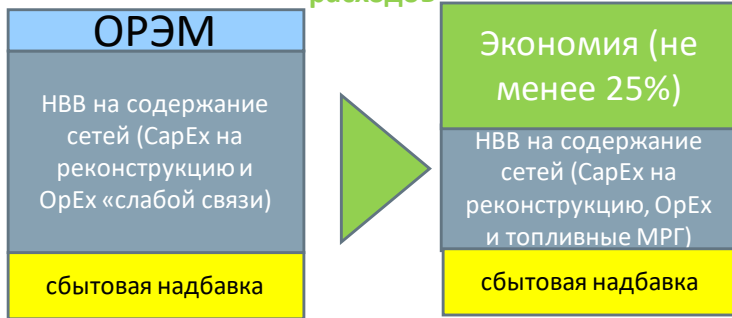 расходов
ОРЭМ
НВВ на содержание
сетей (CapEx на
реконструкцию и
OpEx «слабой связи)
сбытовая надбавка
Экономия (не
менее 25%)
НВВ на содержание
сетей (CapEx на
реконструкцию, OpEx
и топливные МРГ)
сбытовая надбавка